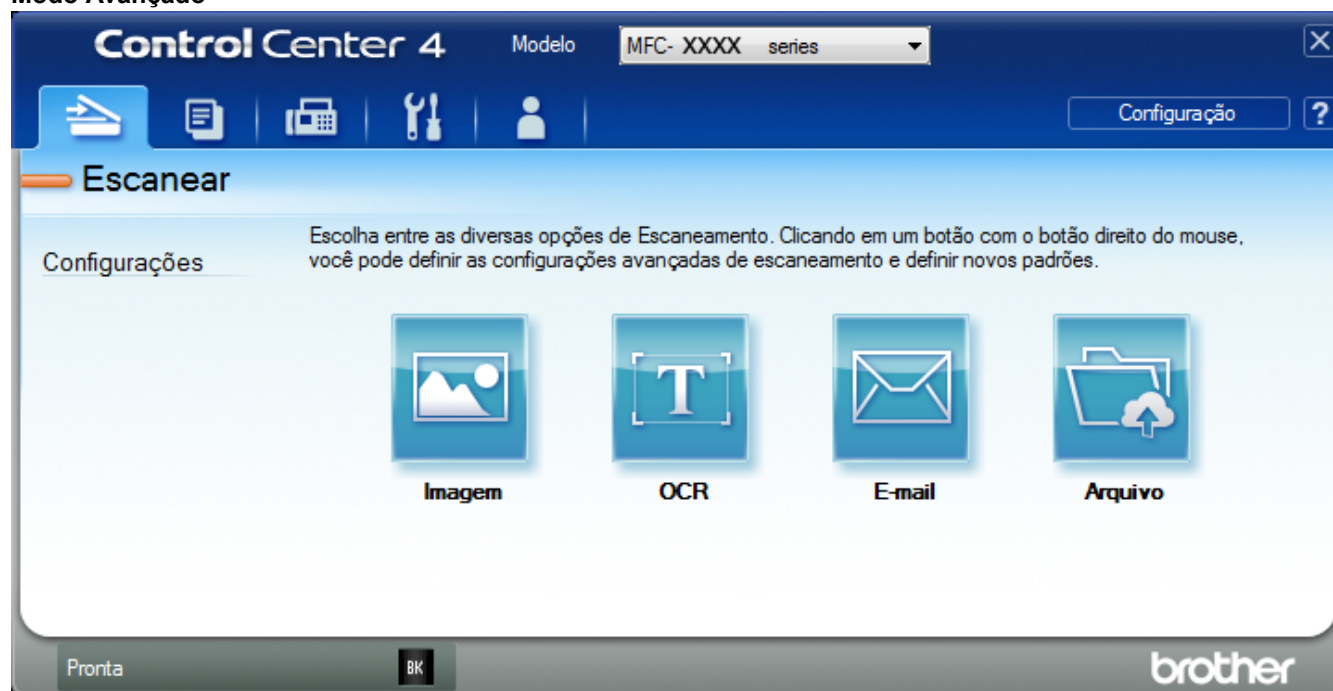 Modo Avançado
Control Center 4 Modelo MFC- XXXX series
Configuração ?
Escanear
Configurações
Escolha entre as diversas opções de Escaneamento. Clicando em um botão com o botão direito do mouse,
você pode definir as configurações avançadas de escaneamento e definir novos padrões.
T
Imagem OCR E-mail Arquivo
Pronta BK brother